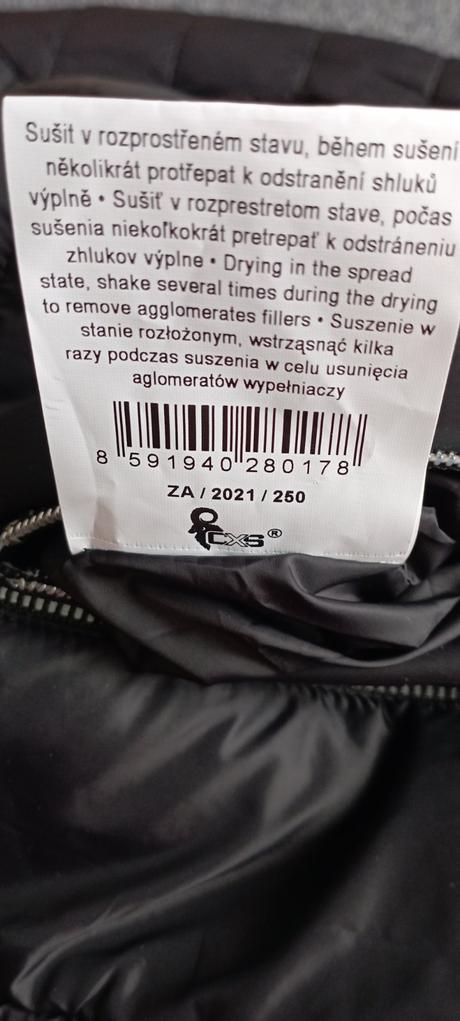 Sušit v rozprostřeném stavu, během sušení
několikrát protřepat k odstranění shluků
výplně • Sušiť v rozprestretom stave, počas
sušenia niekoľkokrát pretrepať k odstráneniu
zhlukov výplne • Drying in the spread
state, shake several times during the drying
to remove agglomerates fillers • Suszenie w
stanie rozłożonym, wstrząsnąć kilka
razy podczas suszenia w celu usunięcia
aglomeratów wypełniaczy
8 591940 280178
ZA / 2021 / 250
CXS®